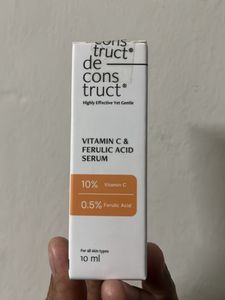 cons
truct®
de
cons
truct®
Highly Effective Yet Gentle
VITAMIN C &
FERULIC ACID
SERUM
10% Vitamin C
0.5% Ferulic Acid
For all skin types
10 ml